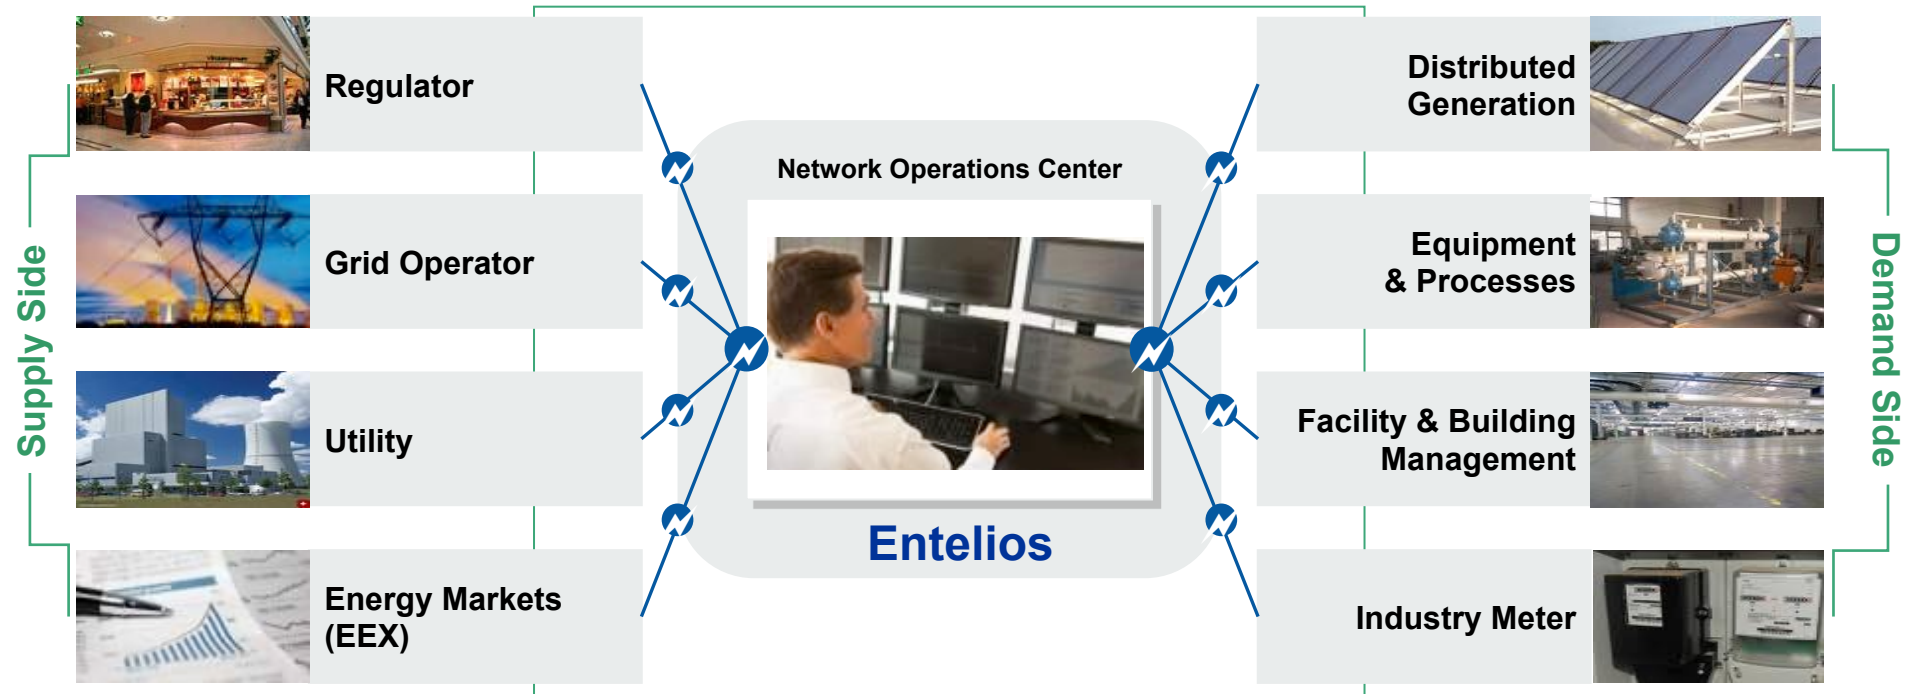 Supply Side
Regulator
Grid Operator
Utility
Energy Markets
(EEX)
Network Operations Center
Entelios
Distributed
Generation
Equipment
& Processes
Facility & Building
Management
Industry Meter
Demand Side